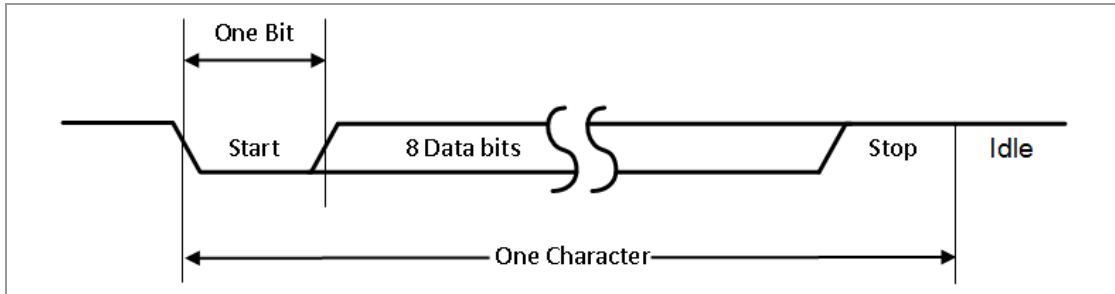 One Bit
Start
8 Data bits
Stop
Idle
One Character